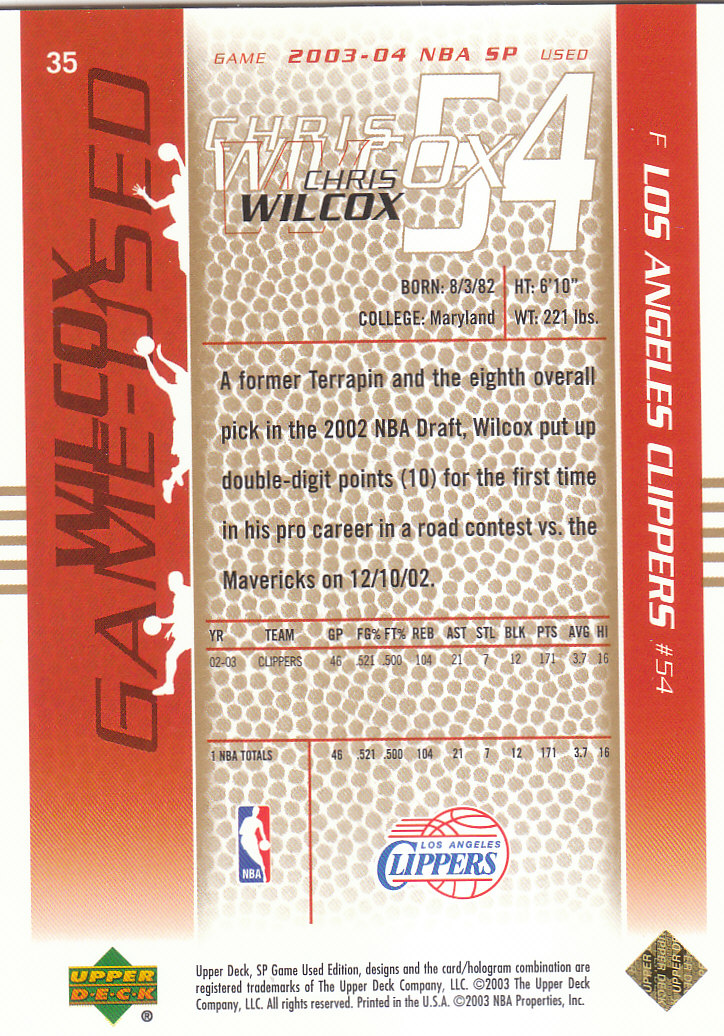 35
GAME 2003-04 NBA SP USED
54
CHRIS
WILCOX
CHRIS
WILCOX
WILCOX
GAME-USED
F LOS ANGELES CLIPPERS #54
BORN: 8/3/82 HT: 6'10"
COLLEGE: Maryland WT: 221 lbs.
A former Terrapin and the eighth overall
pick in the 2002 NBA Draft, Wilcox put up
double-digit points (10) for the first time
in his pro career in a road contest vs. the
Mavericks on 12/10/02.
YR TEAM GP FG% FT% REB AST STL BLK PTS AVG HI
02-03 CLIPPERS 46 .521 .500 104 21 7 12 171 3.7 16
1 NBA TOTALS 46 .521 .500 104 21 7 12 171 3.7 16
NBA
LOS ANGELES
CLIPPERS
UPPER
D·E·C·K
®
Upper Deck, SP Game Used Edition, designs and the card/hologram combination are
registered trademarks of The Upper Deck Company, LLC. ©2003 The Upper Deck
Company, LLC. All rights reserved. Printed in the U.S.A. ©2003 NBA Properties, Inc.